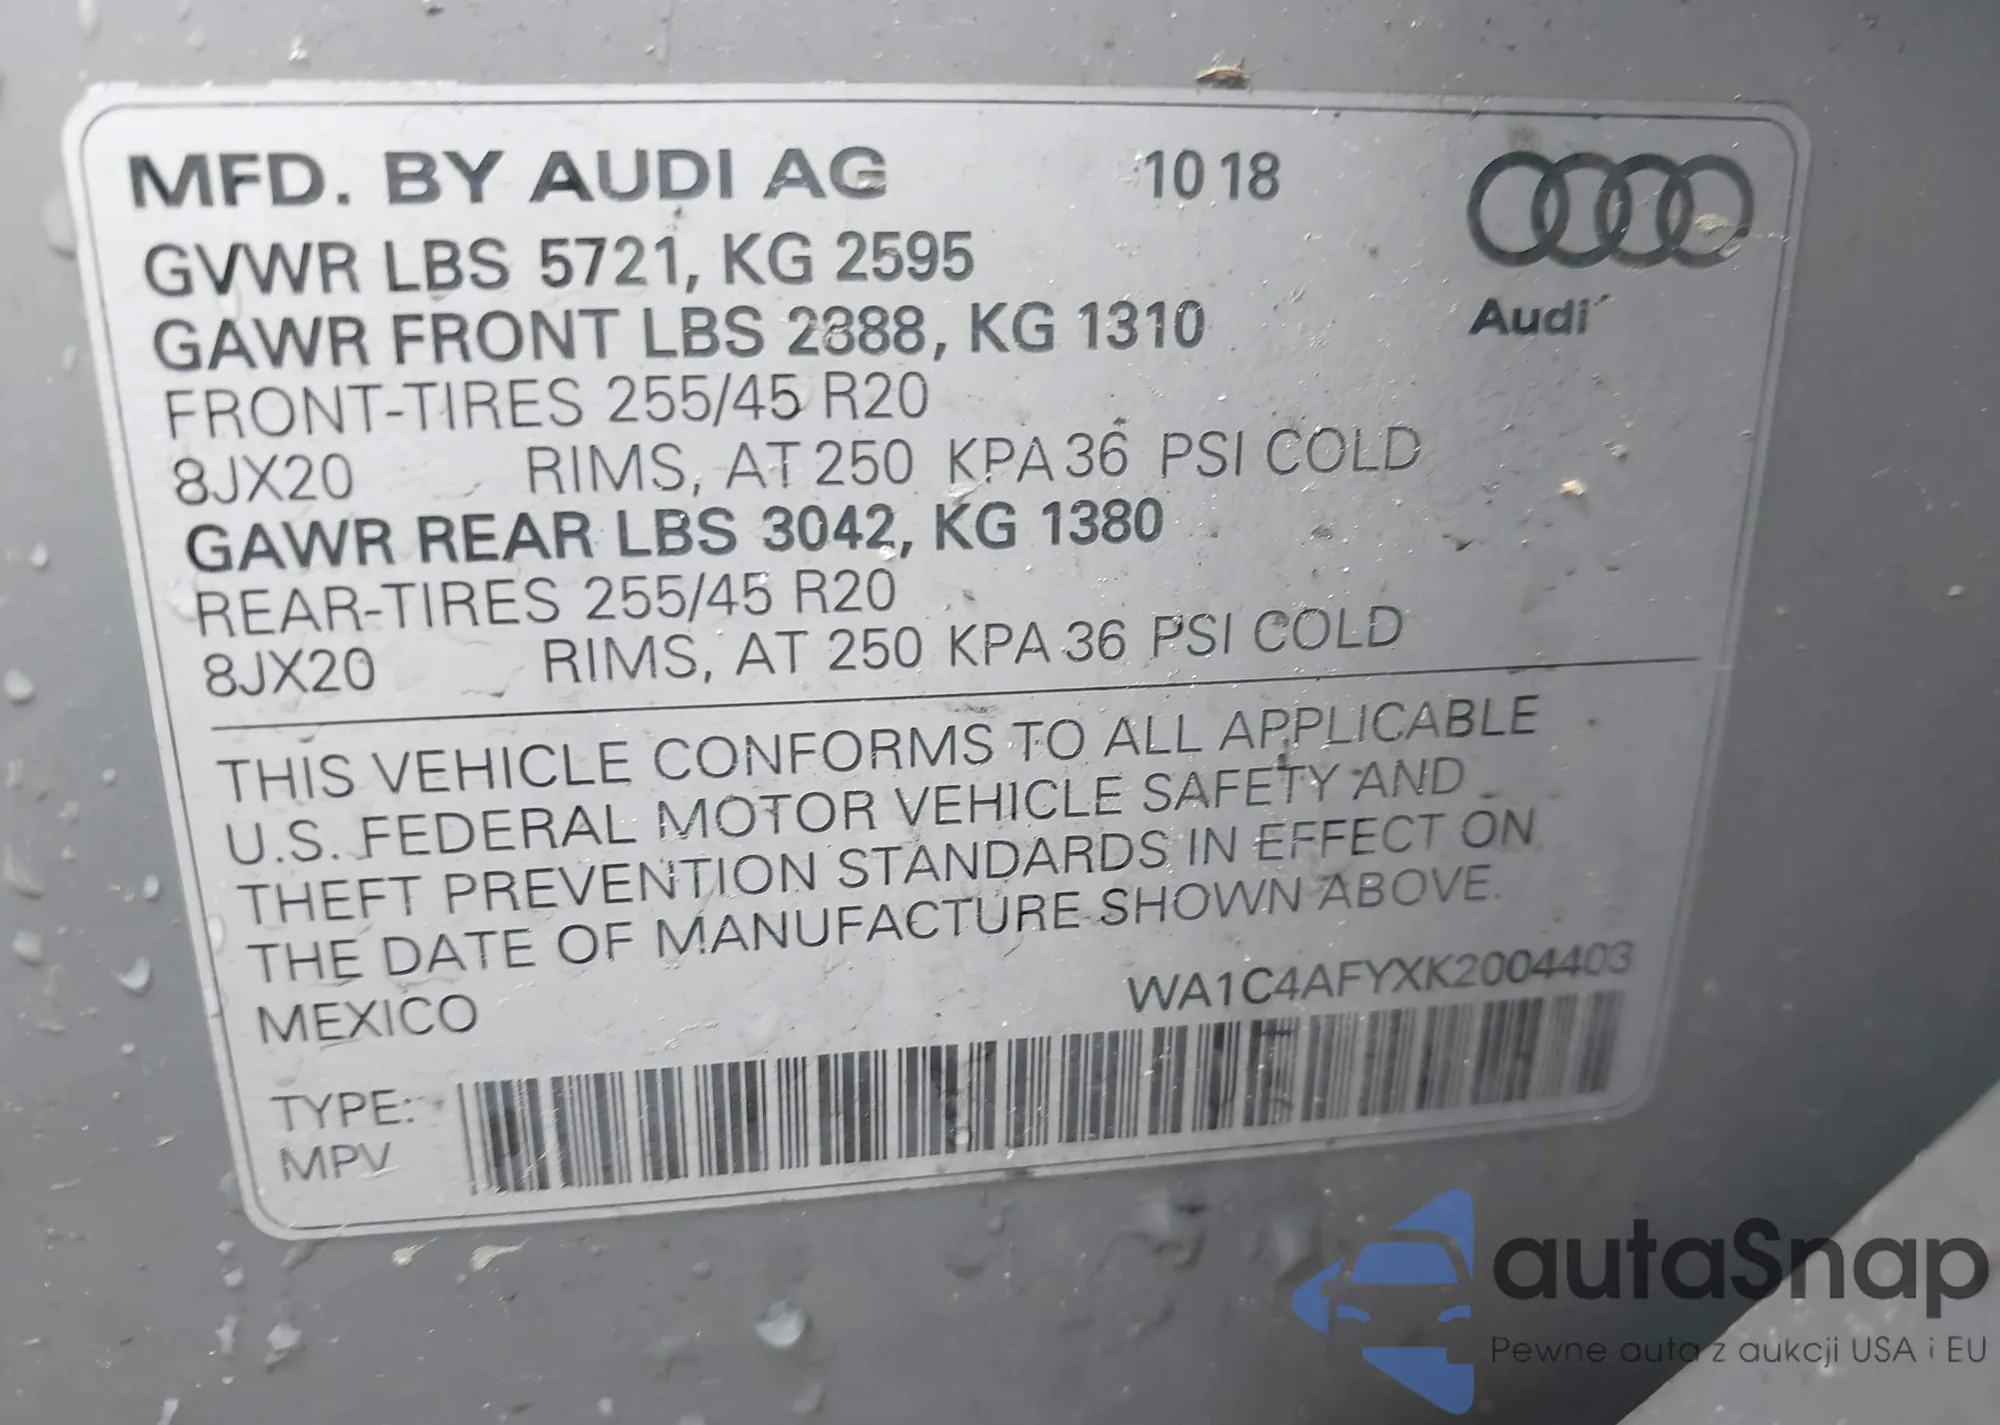 MFD. BY AUDI AG 10 18
GVWR LBS 5721, KG 2595
GAWR FRONT LBS 2888, KG 1310
Audi
FRONT-TIRES 255/45 R20
8JX20 RIMS, AT 250 KPA 36 PSI COLD
GAWR REAR LBS 3042, KG 1380
REAR-TIRES 255/45 R20
8JX20 RIMS, AT 250 KPA 36 PSI COLD
THIS VEHICLE CONFORMS TO ALL APPLICABLE
U.S. FEDERAL MOTOR VEHICLE SAFETY AND
THEFT PREVENTION STANDARDS IN EFFECT ON
THE DATE OF MANUFACTURE SHOWN ABOVE.
MEXICO WA1C4AFYXK2004403
TYPE:
MPV
autaSnap
Pewne auta z aukcji USA i EU